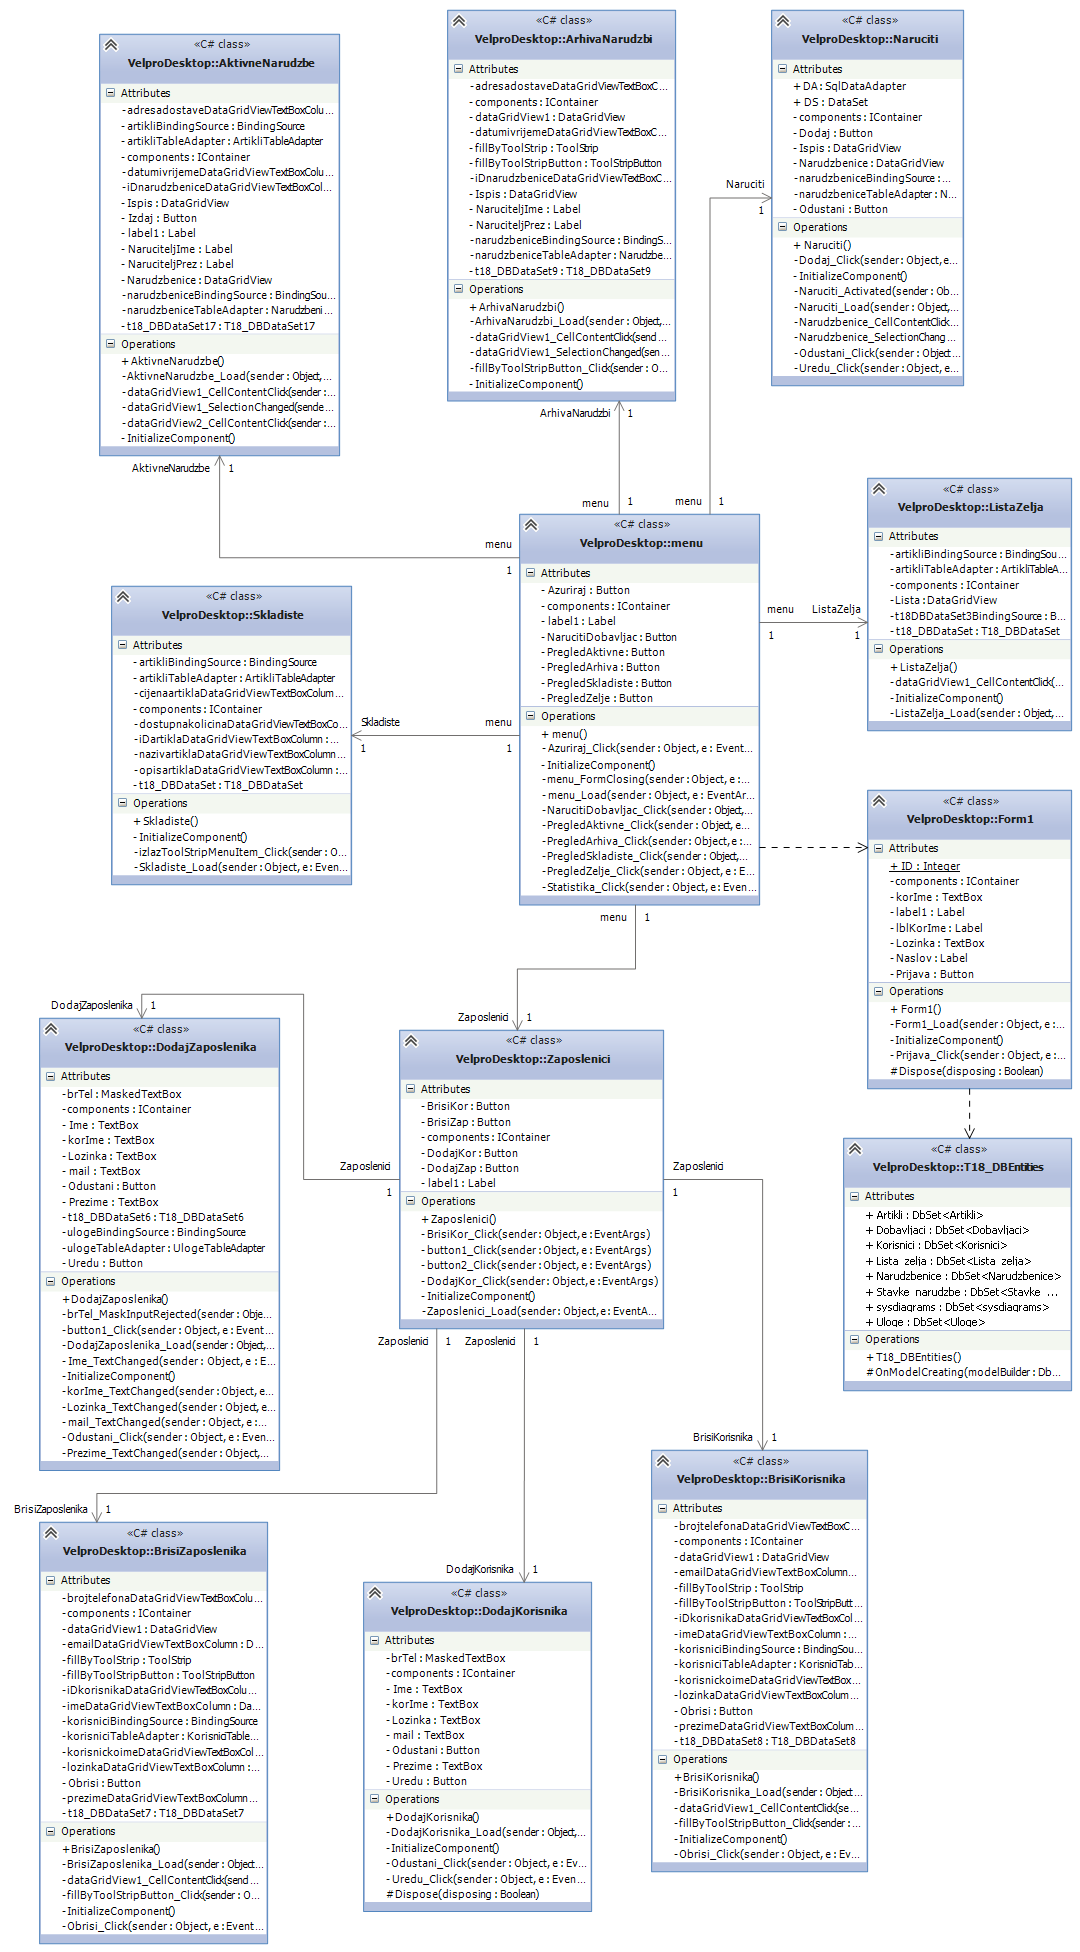 «C# class»
VelproDesktop::AktivneNarudzbe
Attributes
-adresadostaveDataGridViewTextBoxColu...
- artikliBindingSource : BindingSource
- artikliTableAdapter : ArtikliTableAdapter
- components : IContainer
- datumivrijemeDataGridViewTextBoxColu...
- iDnarudzbeniceDataGridViewTextBoxCol...
- Ispis : DataGridView
- Izdaj : Button
- label1 : Label
- NaruciteljIme : Label
- NaruciteljPrez : Label
- Narudzbenice : DataGridView
- narudzbeniceBindingSource : BindingSou...
- narudzbeniceTableAdapter : Narudzbeni...
- t18_DBDataSet17 : T18_DBDataSet17
Operations
+ AktivneNarudzbe()
- AktivneNarudzbe_Load(sender : Object,...
- dataGridView1_CellContentClick(sender :...
- dataGridView1_SelectionChanged(sende...
- dataGridView2_CellContentClick(sender :...
- InitializeComponent()
AktivneNarudzbe
1
«C# class»
VelproDesktop::ArhivaNarudzbi
Attributes
- adresadostaveDataGridViewTextBoxC...
- components : IContainer
- dataGridView1 : DataGridView
- datumivrijemeDataGridViewTextBoxC...
- fillByToolStrip : ToolStrip
- fillByToolStripButton : ToolStripButton
- iDnarudzbeniceDataGridViewTextBoxC...
- Ispis : DataGridView
- NaruciteljIme : Label
- NaruciteljPrez : Label
- narudzbeniceBindingSource : BindingS...
- narudzbeniceTableAdapter : Narudzbe...
- t18_DBDataSet9 : T18_DBDataSet9
Operations
+ ArhivaNarudzbi()
- ArhivaNarudzbi_Load(sender : Object,...
- dataGridView1_CellContentClick(send...
- dataGridView1_SelectionChanged(sen...
- fillByToolStripButton_Click(sender : O...
- InitializeComponent()
ArhivaNarudzbi
1
«C# class»
VelproDesktop::Naruciti
Attributes
+ DA : SqlDataAdapter
+ DS : DataSet
- components : IContainer
- Dodaj : Button
- Ispis : DataGridView
- Narudzbenice : DataGridView
- narudzbeniceBindingSource : ...
- narudzbeniceTableAdapter : N...
- Odustani : Button
Operations
+ Naruciti()
- Dodaj_Click(sender : Object, e...
- InitializeComponent()
- Naruciti_Activated(sender : Ob...
- Naruciti_Load(sender : Object,...
- Narudzbenice_CellContentClick...
- Narudzbenice_SelectionChang...
- Odustani_Click(sender : Object...
- Uredu_Click(sender : Object, e...
Naruciti
1
menu
1
menu
1
menu
1
«C# class»
VelproDesktop::menu
Attributes
- Azuriraj : Button
- components : IContainer
- label1 : Label
- NarucitiDobavljac : Button
- PregledAktivne : Button
- PregledArhiva : Button
- PregledSkladiste : Button
- PregledZelje : Button
Operations
+ menu()
- Azuriraj_Click(sender : Object, e : Event...
- InitializeComponent()
- menu_FormClosing(sender : Object, e :...
- menu_Load(sender : Object, e : EventAr...
- NarucitiDobavljac_Click(sender : Object,...
- PregledAktivne_Click(sender : Object, e...
- PregledArhiva_Click(sender : Object, e :...
- PregledSkladiste_Click(sender : Object,...
- PregledZelje_Click(sender : Object, e : E...
- Statistika_Click(sender : Object, e : Even...
menu
1
ListaZelja
1
«C# class»
VelproDesktop::ListaZelja
Attributes
- artikliBindingSource : BindingSou...
- artikliTableAdapter : ArtikliTableA...
- components : IContainer
- Lista : DataGridView
- t18DBDataSet3BindingSource : B...
- t18_DBDataSet : T18_DBDataSet
Operations
+ ListaZelja()
- dataGridView1_CellContentClick(...
- InitializeComponent()
- ListaZelja_Load(sender : Object,...
«C# class»
VelproDesktop::Skladiste
Attributes
- artikliBindingSource : BindingSource
- artikliTableAdapter : ArtikliTableAdapter
- cijenaartiklaDataGridViewTextBoxColum...
- components : IContainer
- dostupnakolicinaDataGridViewTextBoxCo...
- iDartiklaDataGridViewTextBoxColumn :...
- nazivartiklaDataGridViewTextBoxColumn...
- opisartiklaDataGridViewTextBoxColumn :...
- t18_DBDataSet : T18_DBDataSet
Operations
+ Skladiste()
- InitializeComponent()
- izlazToolStripMenuItem_Click(sender : O...
- Skladiste_Load(sender : Object, e : Even...
Skladiste
1
menu
1
«C# class»
VelproDesktop::Form1
Attributes
+ ID : Integer
- components : IContainer
- korIme : TextBox
- label1 : Label
- lblKorIme : Label
- Lozinka : TextBox
- Naslov : Label
- Prijava : Button
Operations
+ Form1()
- Form1_Load(sender : Object, e :...
- InitializeComponent()
- Prijava_Click(sender : Object, e :...
# Dispose(disposing : Boolean)
menu
1
Zaposlenici
1
«C# class»
VelproDesktop::Zaposlenici
Attributes
- BrisiKor : Button
- BrisiZap : Button
- components : IContainer
- DodajKor : Button
- DodajZap : Button
- label1 : Label
Operations
+ Zaposlenici()
- BrisiKor_Click(sender : Object, e : EventArgs)
- button1_Click(sender : Object, e : EventArgs)
- button2_Click(sender : Object, e : EventArgs)
- DodajKor_Click(sender : Object, e : EventArgs)
- InitializeComponent()
- Zaposlenici_Load(sender : Object, e : EventA...
DodajZaposlenika
1
Zaposlenici
1
«C# class»
VelproDesktop::DodajZaposlenika
Attributes
- brTel : MaskedTextBox
- components : IContainer
- Ime : TextBox
- korIme : TextBox
- Lozinka : TextBox
- mail : TextBox
- Odustani : Button
- Prezime : TextBox
- t18_DBDataSet6 : T18_DBDataSet6
- ulogeBindingSource : BindingSource
- ulogeTableAdapter : UlogeTableAdapter
- Uredu : Button
Operations
+ DodajZaposlenika()
- brTel_MaskInputRejected(sender : Obje...
- button1_Click(sender : Object, e : Event...
- DodajZaposlenika_Load(sender : Object,...
- Ime_TextChanged(sender : Object, e : E...
- InitializeComponent()
- korIme_TextChanged(sender : Object, e...
- Lozinka_TextChanged(sender : Object, e...
- mail_TextChanged(sender : Object, e :...
- Odustani_Click(sender : Object, e : Even...
- Prezime_TextChanged(sender : Object,...
Zaposlenici
1
«C# class»
VelproDesktop::T18_DBEntities
Attributes
+ Artikli : DbSet<Artikli>
+ Dobavljaci : DbSet<Dobavljaci>
+ Korisnici : DbSet<Korisnici>
+ Lista_zelja : DbSet<Lista_zelja>
+ Narudzbenice : DbSet<Narudzbenice>
+ Stavke_narudzbe : DbSet<Stavke_...
+ sysdiagrams : DbSet<sysdiagrams>
+ Uloge : DbSet<Uloge>
Operations
+ T18_DBEntities()
# OnModelCreating(modelBuilder : Db...
Zaposlenici
1
Zaposlenici
1
BrisiKorisnika
1
«C# class»
VelproDesktop::BrisiKorisnika
Attributes
- brojtelefonaDataGridViewTextBoxC...
- components : IContainer
- dataGridView1 : DataGridView
- emailDataGridViewTextBoxColumn...
- fillByToolStrip : ToolStrip
- fillByToolStripButton : ToolStripButt...
- iDkorisnikaDataGridViewTextBoxCol...
- imeDataGridViewTextBoxColumn :...
- korisniciBindingSource : BindingSou...
- korisniciTableAdapter : KorisniciTab...
- korisnickoimeDataGridViewTextBox...
- lozinkaDataGridViewTextBoxColum...
- Obrisi : Button
- prezimeDataGridViewTextBoxColum...
- t18_DBDataSet8 : T18_DBDataSet8
Operations
+ BrisiKorisnika()
- BrisiKorisnika_Load(sender : Object...
- dataGridView1_CellContentClick(se...
- fillByToolStripButton_Click(sender :...
- InitializeComponent()
- Obrisi_Click(sender : Object, e : Ev...
BrisiZaposlenika
1
«C# class»
VelproDesktop::BrisiZaposlenika
Attributes
- brojtelefonaDataGridViewTextBoxColu...
- components : IContainer
- dataGridView1 : DataGridView
- emailDataGridViewTextBoxColumn : D...
- fillByToolStrip : ToolStrip
- fillByToolStripButton : ToolStripButton
- iDkorisnikaDataGridViewTextBoxColu...
- imeDataGridViewTextBoxColumn : Da...
- korisniciBindingSource : BindingSource
- korisniciTableAdapter : KorisniciTable...
- korisnickoimeDataGridViewTextBoxCol...
- lozinkaDataGridViewTextBoxColumn :...
- Obrisi : Button
- prezimeDataGridViewTextBoxColumn...
- t18_DBDataSet7 : T18_DBDataSet7
Operations
+ BrisiZaposlenika()
- BrisiZaposlenika_Load(sender : Object...
- dataGridView1_CellContentClick(send...
- fillByToolStripButton_Click(sender : O...
- InitializeComponent()
- Obrisi_Click(sender : Object, e : Event...
DodajKorisnika
1
«C# class»
VelproDesktop::DodajKorisnika
Attributes
- brTel : MaskedTextBox
- components : IContainer
- Ime : TextBox
- korIme : TextBox
- Lozinka : TextBox
- mail : TextBox
- Odustani : Button
- Prezime : TextBox
- Uredu : Button
Operations
+ DodajKorisnika()
- DodajKorisnika_Load(sender : Object,...
- InitializeComponent()
- Odustani_Click(sender : Object, e : Ev...
- Uredu_Click(sender : Object, e : Even...
# Dispose(disposing : Boolean)